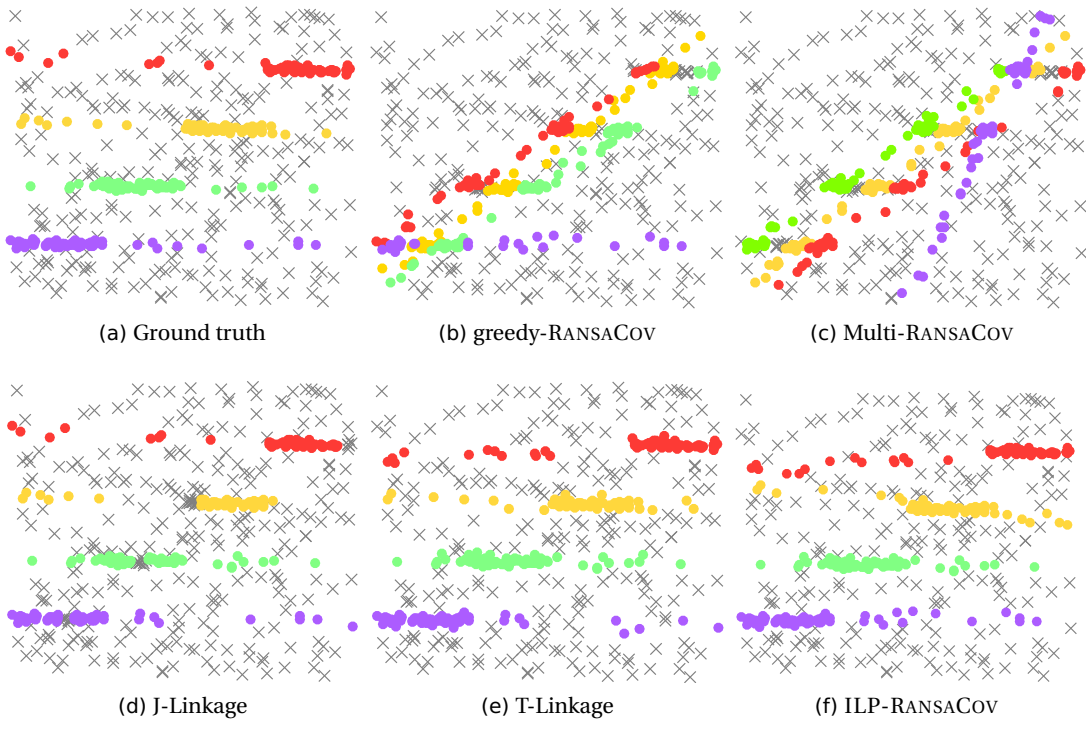 (a) Ground truth
(b) greedy-RANSACOV
(c) Multi-RANSACOV
(d) J-Linkage
(e) T-Linkage
(f) ILP-RANSACOV